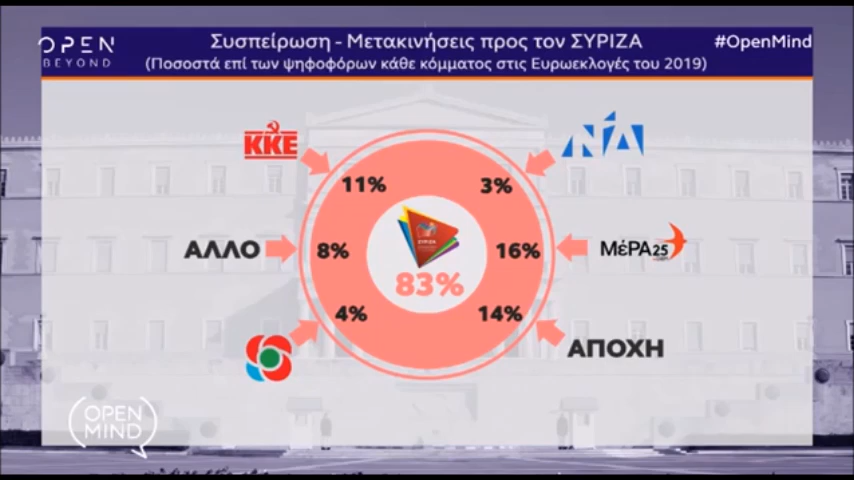 OPEN
BEYOND
Συσπείρωση - Μετακινήσεις προς τον ΣΥΡΙΖΑ
#OpenMind
(Ποσοστά επί των ψηφοφόρων κάθε κόμματος στις Ευρωεκλογές του 2019)
ΚΚΕ
ΝΔ
11%
3%
ΑΛΛΟ
8%
ΣΥΡΙΖΑ
16%
ΜέΡΑ25
83%
4%
14%
ΑΠΟΧΗ
OPEN
MIND